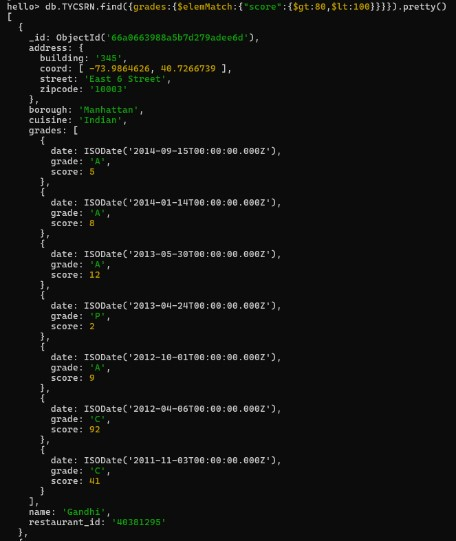 hello> db.TYCSRN.find({grades:{$elemMatch:{"score":{$gt:80,$lt:100}}}}).pretty()
[
{
_id: ObjectId('66a0663988a5b7d279adee6d'),
address: {
building: '345',
coord: [ -73.9864626, 40.7266739 ],
street: 'East 6 Street',
zipcode: '10003'
},
borough: 'Manhattan',
cuisine: 'Indian',
grades: [
{
date: ISODate('2014-09-15T00:00:00.000Z'),
grade: 'A',
score: 5
},
{
date: ISODate('2014-01-14T00:00:00.000Z'),
grade: 'A',
score: 8
},
{
date: ISODate('2013-05-30T00:00:00.000Z'),
grade: 'A',
score: 12
},
{
date: ISODate('2013-04-24T00:00:00.000Z'),
grade: 'P',
score: 2
},
{
date: ISODate('2012-10-01T00:00:00.000Z'),
grade: 'A',
score: 9
},
{
date: ISODate('2012-04-06T00:00:00.000Z'),
grade: 'C',
score: 92
},
{
date: ISODate('2011-11-03T00:00:00.000Z'),
grade: 'C',
score: 41
}
],
name: 'Gandhi',
restaurant_id: '40381295'
},